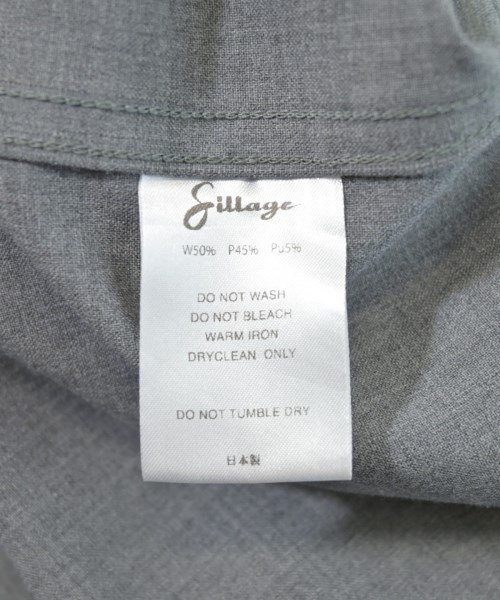 Sillage
W50% P45% Pu5%
DO NOT WASH
DO NOT BLEACH
WARM IRON
DRYCLEAN ONLY
DO NOT TUMBLE DRY
日本製